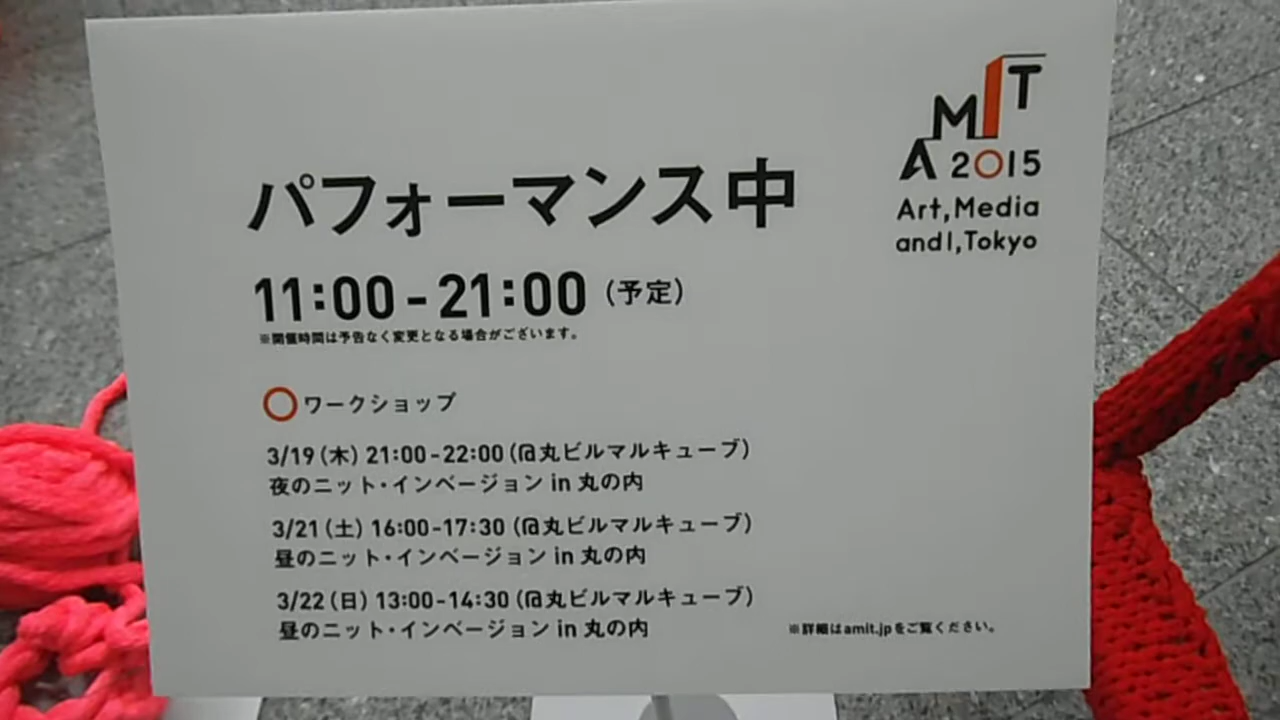 AMIT
2015
Art, Media
and I, Tokyo
パフォーマンス中
11:00-21:00 (予定)
※開催時間は予告なく変更となる場合がございます。
○ワークショップ
3/19(木) 21:00-22:00(@丸ビルマルキューブ)
夜のニット・インベージョン in 丸の内
3/21(土) 16:00-17:30 (@丸ビルマルキューブ)
昼のニット・インベージョン in 丸の内
3/22(日) 13:00-14:30 (@丸ビルマルキューブ)
昼のニット・インベージョン in 丸の内
※詳細はamit.jpをご覧ください。